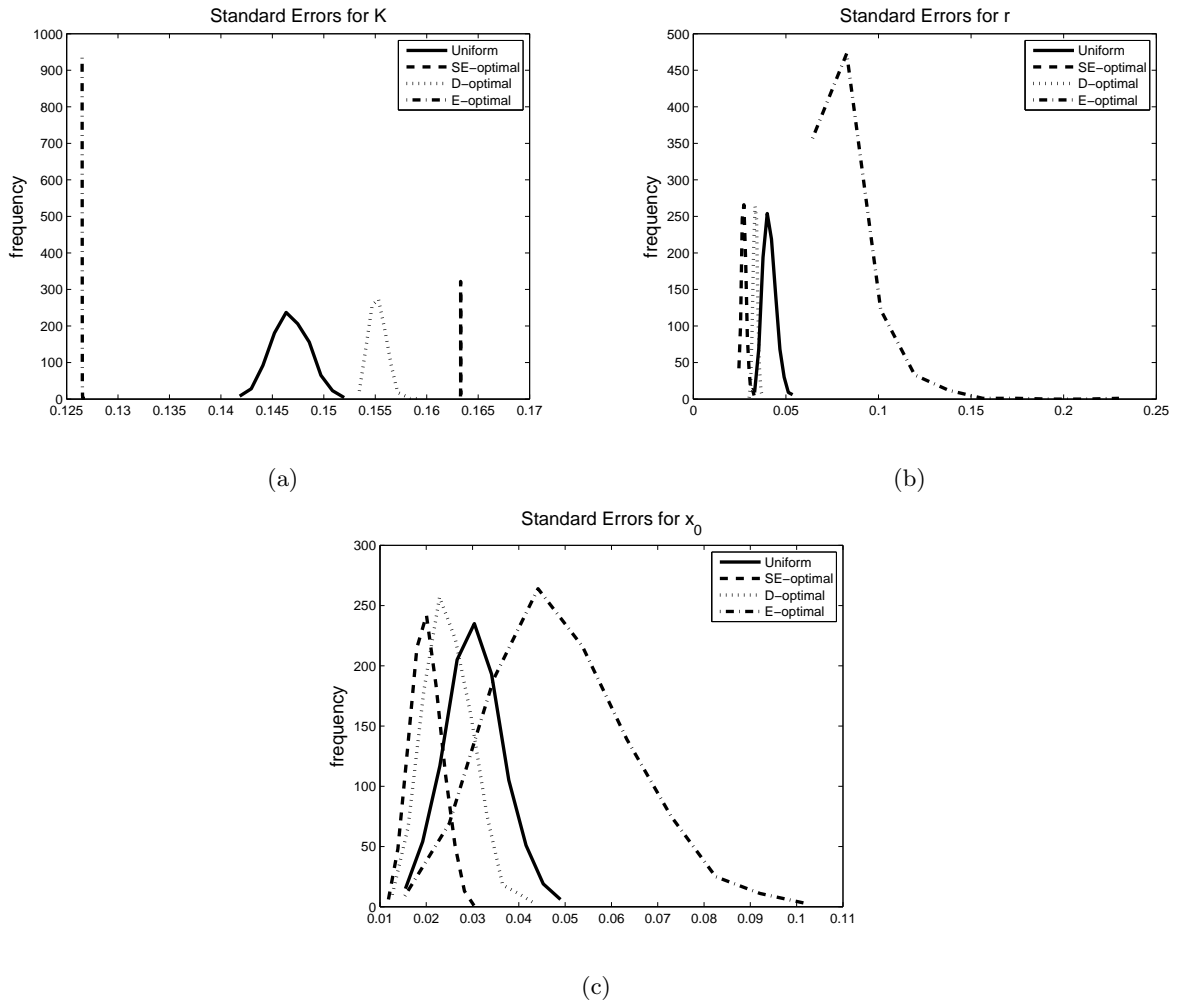 Standard Errors for K
1000
900
800
700
600
500
400
300
200
100
0
frequency
0.125 0.13 0.135 0.14 0.145 0.15 0.155 0.16 0.165 0.17
Uniform
SE−optimal
D−optimal
E−optimal
(a)
Standard Errors for r
500
450
400
350
300
250
200
150
100
50
0
frequency
0 0.05 0.1 0.15 0.2 0.25
Uniform
SE−optimal
D−optimal
E−optimal
(b)
Standard Errors for x0
300
250
200
150
100
50
0
frequency
0.01 0.02 0.03 0.04 0.05 0.06 0.07 0.08 0.09 0.1 0.11
Uniform
SE−optimal
D−optimal
E−optimal
(c)